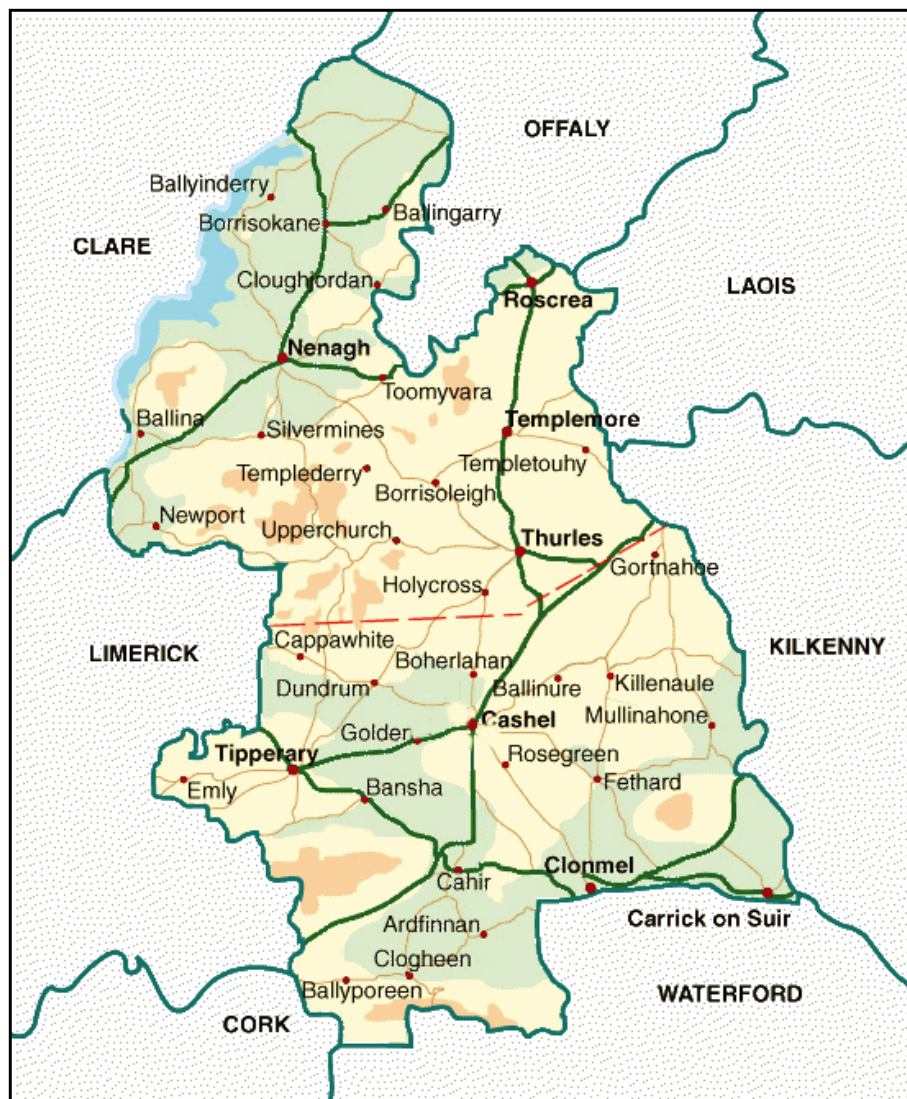 OFFALY
Ballyinderry
Ballingarry
Borrisokane
CLARE
Cloughjordan
LAOIS
Roscrea
Nenagh
Toomyvara
Ballina
Silvermines
Templemore
Templetouhy
Templederry
Borrisoleigh
Newport
Upperchurch
Thurles
Gortnahoe
Holycross
Cappawhite
LIMERICK
Boherlahan
KILKENNY
Dundrum
Ballinure
Killenaule
Mullinahone
Cashel
Golder
Tipperary
Rosegreen
Emly
Bansha
Fethard
Clonmel
Cahir
Carrick on Suir
Ardfinnan
Clogheen
Ballyporeen
WATERFORD
CORK